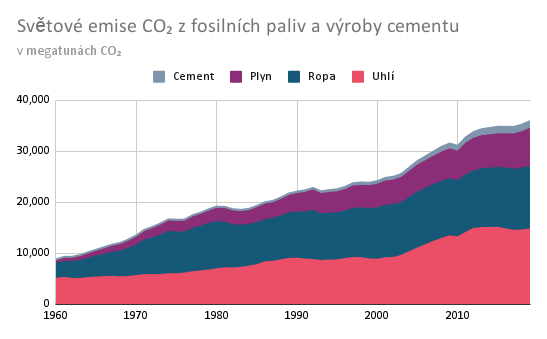 Světové emise CO₂ z fosilních paliv a výroby cementu
v megatunách CO₂
Cement Plyn Ropa Uhlí
40,000
30,000
20,000
10,000
0
1960 1970 1980 1990 2000 2010